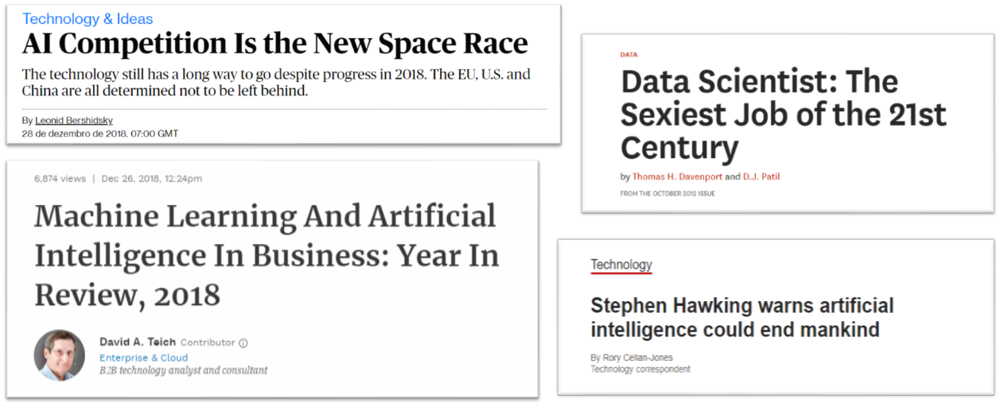 Technology & Ideas
AI Competition Is the New Space Race
The technology still has a long way to go despite progress in 2018. The EU, U.S. and
China are all determined not to be left behind.
By Leonid Bershidsky
28 de dezembro de 2018, 07:00 GMT
6,874 views | Dec 26, 2018, 12:24pm
Machine Learning And Artificial
Intelligence In Business: Year In
Review, 2018
David A. Teich Contributor
Enterprise & Cloud
B2B technology analyst and consultant
DATA
Data Scientist: The
Sexiest Job of the 21st
Century
by Thomas H. Davenport and D.J. Patil
FROM THE OCTOBER 2012 ISSUE
Technology
Stephen Hawking warns artificial
intelligence could end mankind
By Rory Cellan-Jones
Technology correspondent